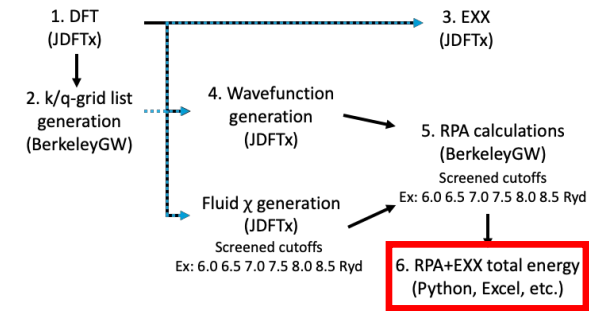 1. DFT
(JDFTx)
3. EXX
(JDFTx)
2. k/q-grid list
generation
(BerkeleyGW)
4. Wavefunction
generation
(JDFTx)
5. RPA calculations
(BerkeleyGW)
Screened cutoffs
Ex: 6.0 6.5 7.0 7.5 8.0 8.5 Ryd
Fluid χ generation
(JDFTx)
Screened cutoffs
Ex: 6.0 6.5 7.0 7.5 8.0 8.5 Ryd
6. RPA+EXX total energy
(Python, Excel, etc.)